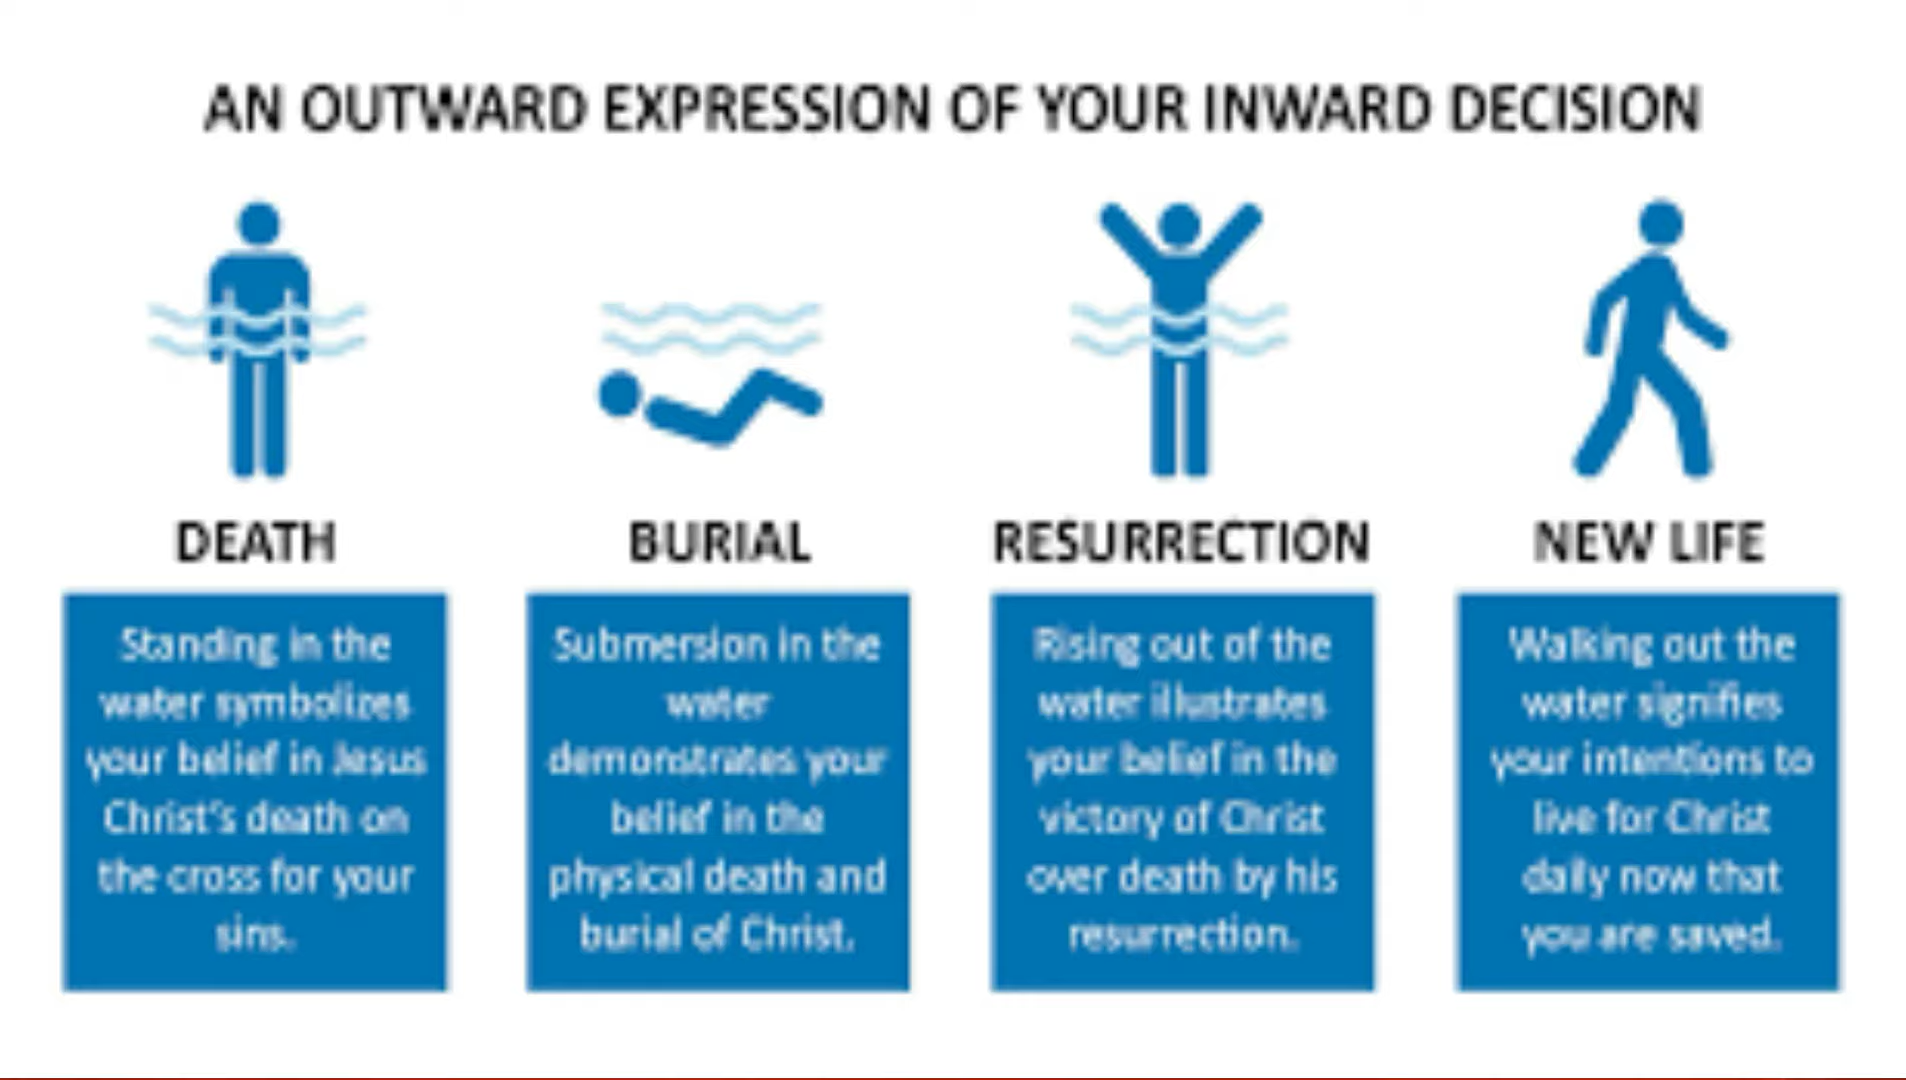 AN OUTWARD EXPRESSION OF YOUR INWARD DECISION
DEATH
Standing in the
water symbolizes
your belief in Jesus
Christ's death on
the cross for your
sins.
BURIAL
Submersion in the
water
demonstrates your
belief in the
physical death and
burial of Christ.
RESURRECTION
Rising out of the
water illustrates
your belief in the
victory of Christ
over death by his
resurrection.
NEW LIFE
Walking out the
water signifies
your intentions to
live for Christ
daily now that
you are saved.